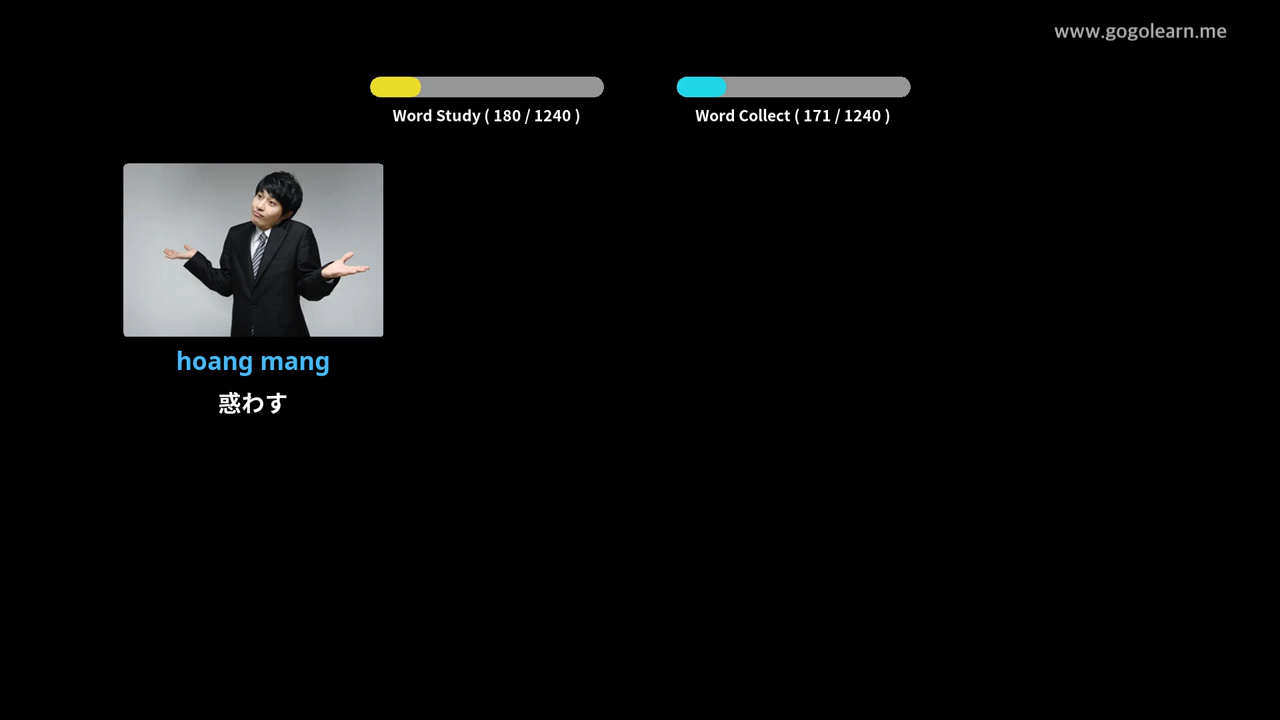 www.gogolearn.me
Word Study ( 180 / 1240 )
Word Collect ( 171 / 1240 )
hoang mang
惑わす